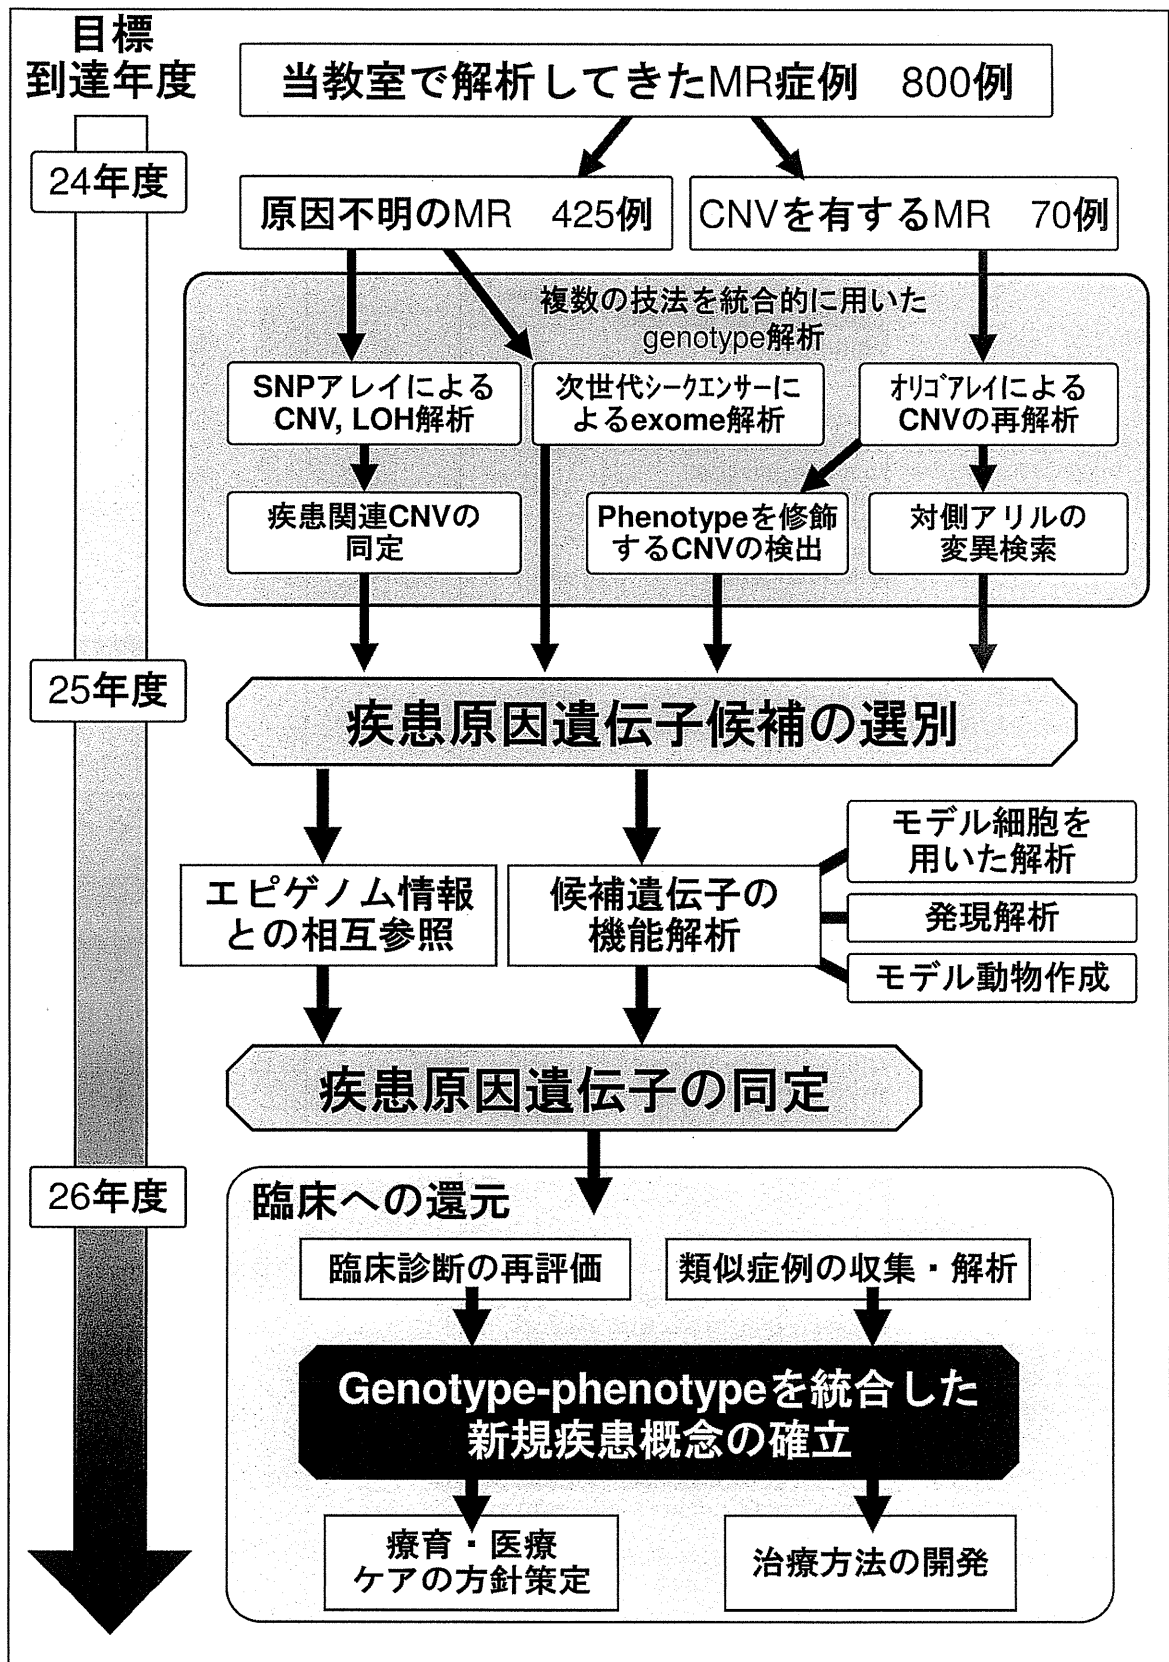 目標
到達年度
当教室で解析してきたMR症例　800例
24年度
原因不明のMR　425例
CNVを有するMR　70例
複数の技法を統合的に用いた
genotype解析
SNPアレイによる
CNV, LOH解析
次世代シークエンサーに
よるexome解析
オリゴアレイによる
CNVの再解析
疾患関連CNVの
同定
Phenotypeを修飾
するCNVの検出
対側アリルの
変異検索
25年度
疾患原因遺伝子候補の選別
エピゲノム情報
との相互参照
候補遺伝子の
機能解析
モデル細胞を
用いた解析
発現解析
モデル動物作成
疾患原因遺伝子の同定
26年度
臨床への還元
臨床診断の再評価
類似症例の収集・解析
Genotype-phenotypeを統合した
新規疾患概念の確立
療育・医療
ケアの方針策定
治療方法の開発